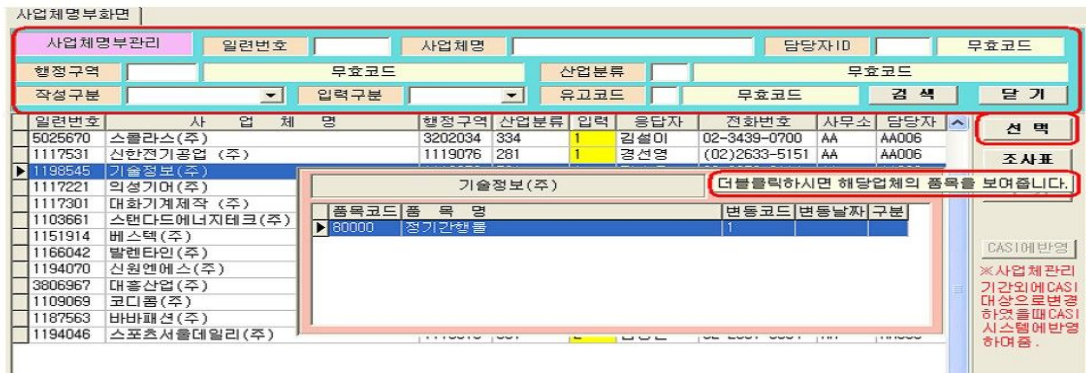 사업체명부화면
사업체명부관리 일련번호 사업체명 담당자ID 무효코드
행정구역 무효코드 산업분류 무효코드
작성구분 입력구분 유고코드 무효코드 검 색 닫 기
일련번호 사 업 체 명 행정구역 산업분류 입력 응답자 전화번호 사무소 담당자
선 택
5025670 스콜라스(주) 3202034 334 1 김설미 02-3439-0700 AA AA006
1117531 신한전기공업 (주) 1119076 281 1 경선영 (02)2633-5151 AA AA006
조사표
1198545 기술정보(주)
1117221 의성기어(주)
기술정보(주) 더블클릭하시면 해당업체의 품목을 보여줍니다.
1117301 대화기계제작 (주)
1103661 스탠다드에너지테크(주)
품목코드 품 목 명 변동코드 변동날짜 구분
80000 정기간행물 1
1151914 베스텍(주)
1166042 발렌타인(주)
CASI에반영
1194070 신원엔에스(주)
3806967 대흥산업(주)
1109069 코디콤(주)
1187563 바바패션(주)
1194046 스포츠서울데일리(주)
※사업체관리
기간외에CASI
대상으로변경
하였을때CASI
시스템에반영
하여줌.